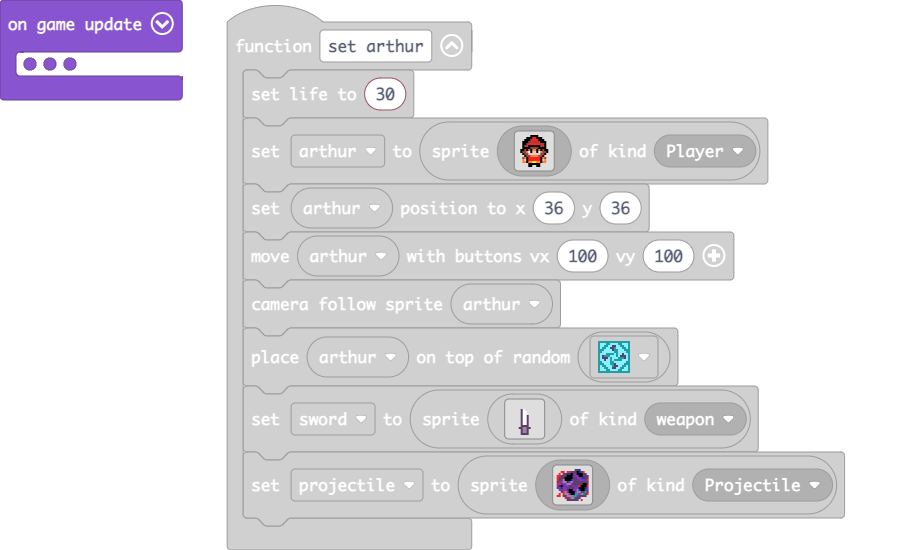 on game update
function set arthur
set life to 30
set arthur to sprite of kind Player
set arthur position to x 36 y 36
move arthur with buttons vx 100 vy 100
camera follow sprite arthur
place arthur on top of random
set sword to sprite of kind weapon
set projectile to sprite of kind Projectile